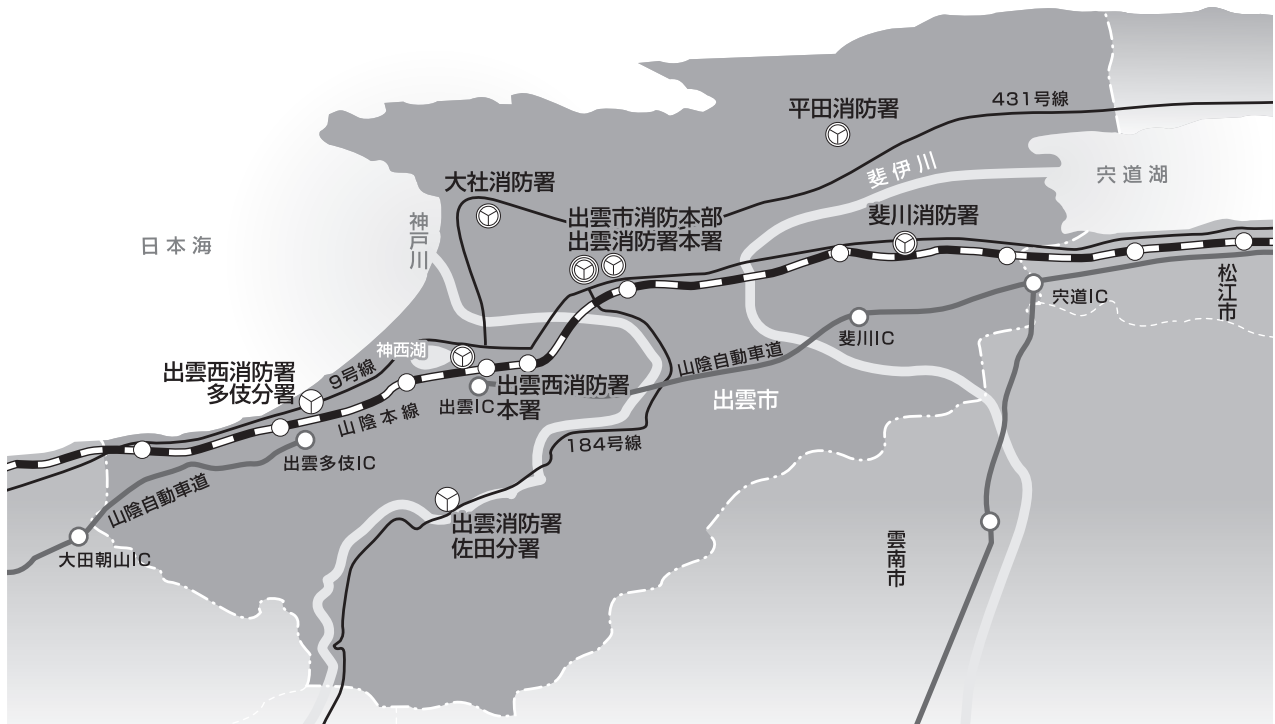 431号線
平田消防署
斐伊川
宍道湖
大社消防署
出雲市消防本部
出雲消防署本署
斐川消防署
神戸川
日本海
松江市
宍道IC
斐川IC
神西湖
山陰自動車道
出雲西消防署
多伎分署
9号線
出雲西消防署
本署
出雲IC
出雲市
山陰本線
184号線
出雲多伎IC
山陰自動車道
出雲消防署
佐田分署
大田朝山IC
雲南市